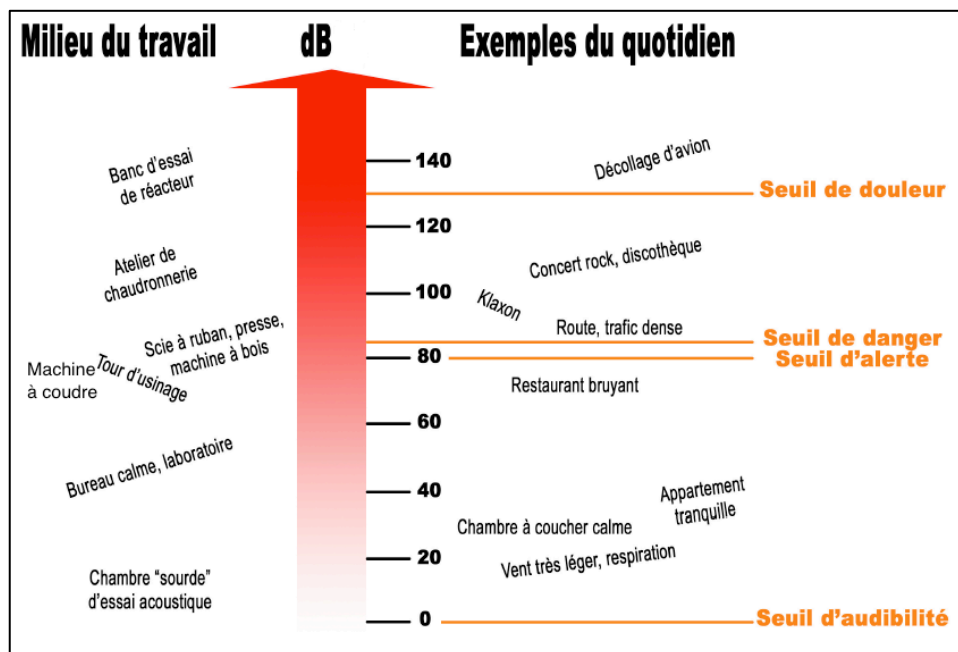 Milieu du travail
dB
Exemples du quotidien
Banc d'essai
de réacteur
140
Décollage d'avion
Seuil de douleur
120
Atelier de
chaudronnerie
Concert rock, discothèque
100
Klaxon
Scie à ruban, presse,
machine à bois
Route, trafic dense
Seuil de danger
Machine
à coudre
Tour d'usinage
80
Seuil d'alerte
Restaurant bruyant
60
Bureau calme, laboratoire
40
Appartement
tranquille
Chambre à coucher calme
20
Vent très léger, respiration
Chambre "sourde"
d'essai acoustique
0
Seuil d'audibilité